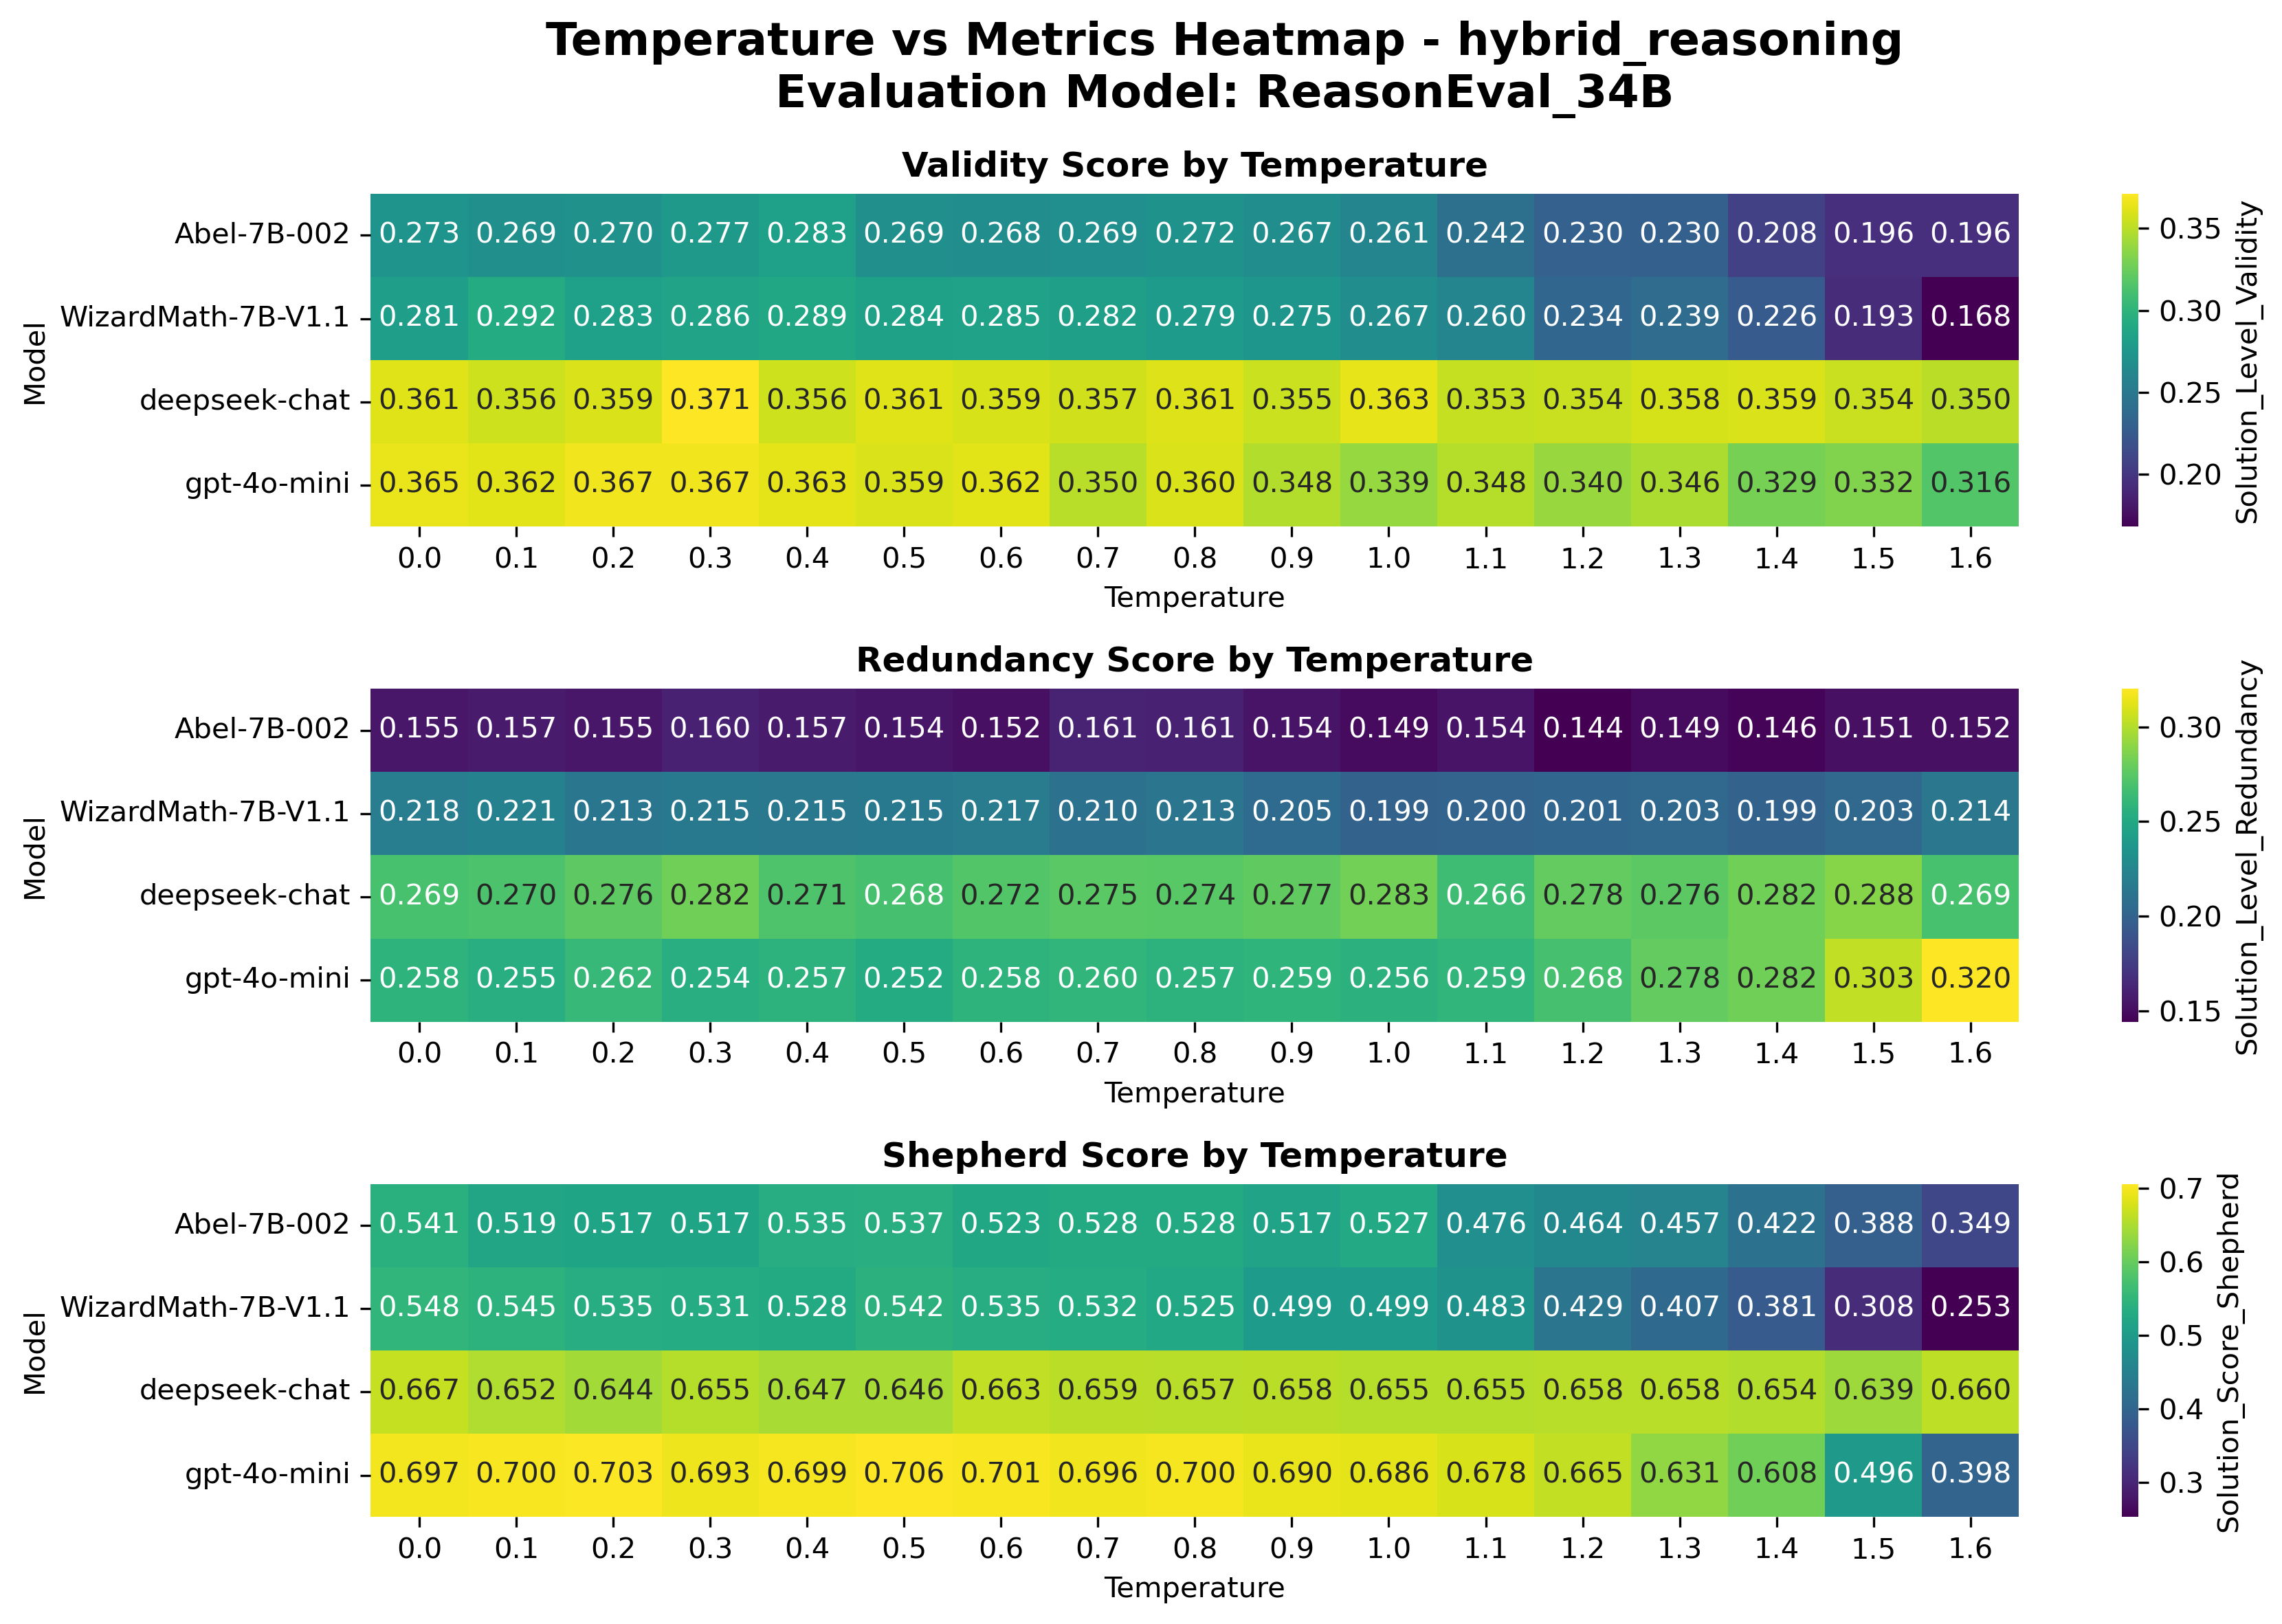 Temperature vs Metrics Heatmap - hybrid_reasoning
Evaluation Model: ReasonEval_34B
Validity Score by Temperature
Model
Abel-7B-002 0.273 0.269 0.270 0.277 0.283 0.269 0.268 0.269 0.272 0.267 0.261 0.242 0.230 0.230 0.208 0.196 0.196
WizardMath-7B-V1.1 0.281 0.292 0.283 0.286 0.289 0.284 0.285 0.282 0.279 0.275 0.267 0.260 0.234 0.239 0.226 0.193 0.168
deepseek-chat 0.361 0.356 0.359 0.371 0.356 0.361 0.359 0.357 0.361 0.355 0.363 0.353 0.354 0.358 0.359 0.354 0.350
gpt-4o-mini 0.365 0.362 0.367 0.367 0.363 0.359 0.362 0.350 0.360 0.348 0.339 0.348 0.340 0.346 0.329 0.332 0.316
0.0 0.1 0.2 0.3 0.4 0.5 0.6 0.7 0.8 0.9 1.0 1.1 1.2 1.3 1.4 1.5 1.6
Temperature
0.35
0.30
0.25
0.20
Solution_Level_Validity
Redundancy Score by Temperature
Model
Abel-7B-002 0.155 0.157 0.155 0.160 0.157 0.154 0.152 0.161 0.161 0.154 0.149 0.154 0.144 0.149 0.146 0.151 0.152
WizardMath-7B-V1.1 0.218 0.221 0.213 0.215 0.215 0.215 0.217 0.210 0.213 0.205 0.199 0.200 0.201 0.203 0.199 0.203 0.214
deepseek-chat 0.269 0.270 0.276 0.282 0.271 0.268 0.272 0.275 0.274 0.277 0.283 0.266 0.278 0.276 0.282 0.288 0.269
gpt-4o-mini 0.258 0.255 0.262 0.254 0.257 0.252 0.258 0.260 0.257 0.259 0.256 0.259 0.268 0.278 0.282 0.303 0.320
0.0 0.1 0.2 0.3 0.4 0.5 0.6 0.7 0.8 0.9 1.0 1.1 1.2 1.3 1.4 1.5 1.6
Temperature
0.30
0.25
0.20
0.15
Solution_Level_Redundancy
Shepherd Score by Temperature
Model
Abel-7B-002 0.541 0.519 0.517 0.517 0.535 0.537 0.523 0.528 0.528 0.517 0.527 0.476 0.464 0.457 0.422 0.388 0.349
WizardMath-7B-V1.1 0.548 0.545 0.535 0.531 0.528 0.542 0.535 0.532 0.525 0.499 0.499 0.483 0.429 0.407 0.381 0.308 0.253
deepseek-chat 0.667 0.652 0.644 0.655 0.647 0.646 0.663 0.659 0.657 0.658 0.655 0.655 0.658 0.658 0.654 0.639 0.660
gpt-4o-mini 0.697 0.700 0.703 0.693 0.699 0.706 0.701 0.696 0.700 0.690 0.686 0.678 0.665 0.631 0.608 0.496 0.398
0.0 0.1 0.2 0.3 0.4 0.5 0.6 0.7 0.8 0.9 1.0 1.1 1.2 1.3 1.4 1.5 1.6
Temperature
0.7
0.6
0.5
0.4
0.3
Solution_Score_Shepherd